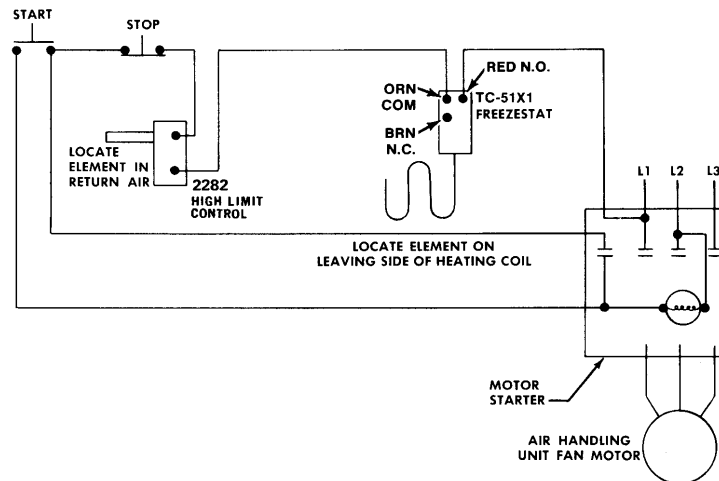 START
STOP
RED N.O.
ORN
COM
TC-51X1
FREEZESTAT
BRN
N.C.
LOCATE
ELEMENT IN
RETURN AIR
2282
HIGH LIMIT
CONTROL
L1 L2 L3
LOCATE ELEMENT ON
LEAVING SIDE OF HEATING COIL
MOTOR
STARTER
AIR HANDLING
UNIT FAN MOTOR